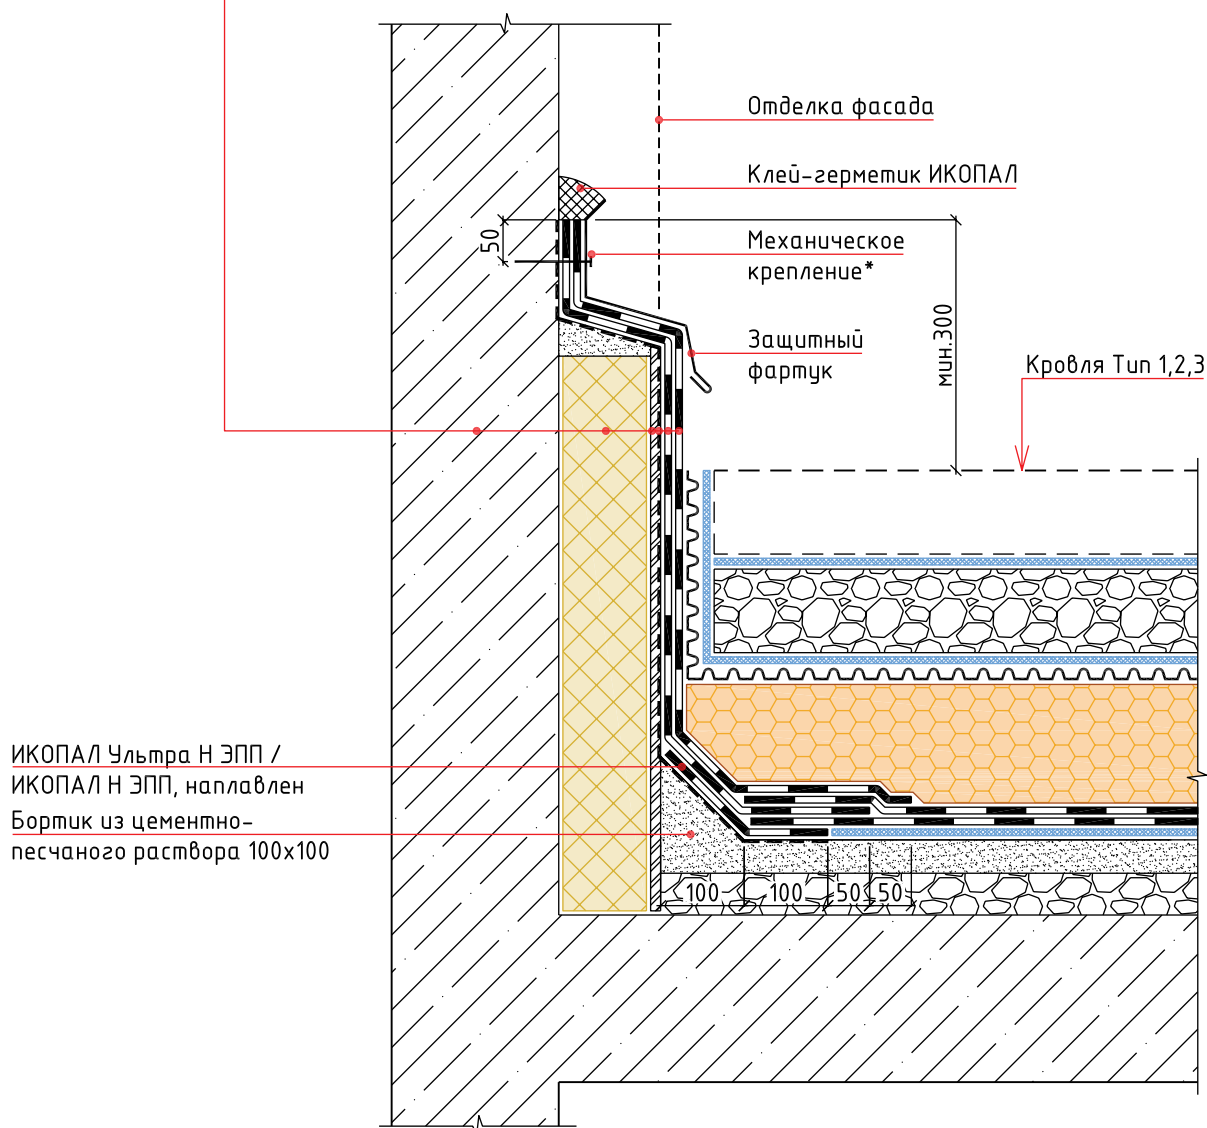 Отделка фасада
Клей-герметик ИКОПАЛ
50
Механическое
крепление*
мин.300
Защитный
фартук
Кровля Тип 1,2,3
ИКОПАЛ Ультра Н ЭПП /
ИКОПАЛ Н ЭПП, наплавлен
Бортик из цементно-
песчаного раствора 100х100
100 100 50 50